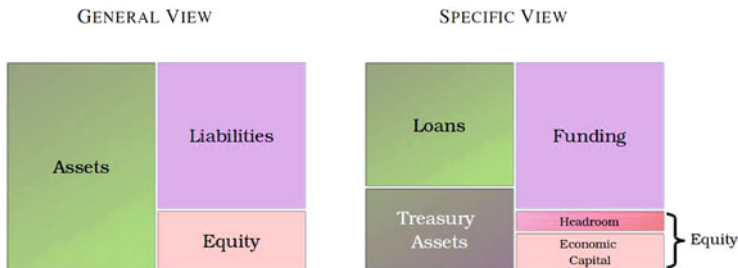 GENERAL VIEW
Assets
Liabilities
Equity
SPECIFIC VIEW
Loans
Treasury
Assets
Funding
Headroom
Economic
Capital
Equity